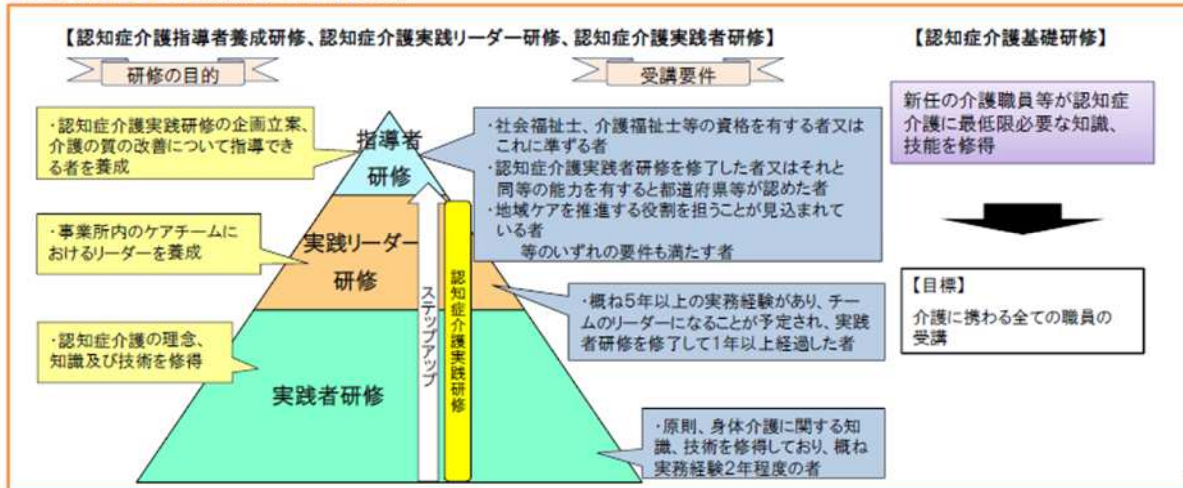 【認知症介護指導者養成研修、認知症介護実践リーダー研修、認知症介護実践者研修】
研修の目的
受講要件
・認知症介護実践研修の企画立案、
介護の質の改善について指導でき
る者を養成
・事業所内のケアチームに
おけるリーダーを養成
・認知症介護の理念、
知識及び技術を修得
指導者
研修
実践リーダー
研修
実践者研修
ステップアップ
認知症介護実践研修
・社会福祉士、介護福祉士等の資格を有する者又は
これに準ずる者
・認知症介護実践者研修を修了した者又はそれと
同等の能力を有すると都道府県等が認めた者
・地域ケアを推進する役割を担うことが見込まれて
いる者
等のいずれの要件も満たす者
・概ね5年以上の実務経験があり、チー
ムのリーダーになることが予定され、実践
者研修を修了して1年以上経過した者
・原則、身体介護に関する知
識、技術を修得しており、概ね
実務経験2年程度の者
【認知症介護基礎研修】
新任の介護職員等が認知症
介護に最低限必要な知識、
技能を修得
【目標】
介護に携わる全ての職員の
受講